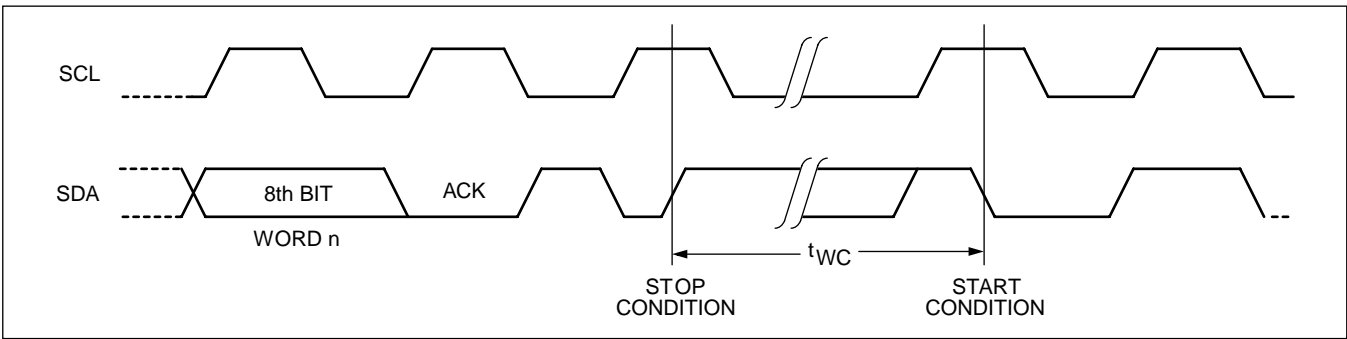 SCL
SDA
8th BIT
ACK
WORD n
tWC
STOP
CONDITION
START
CONDITION